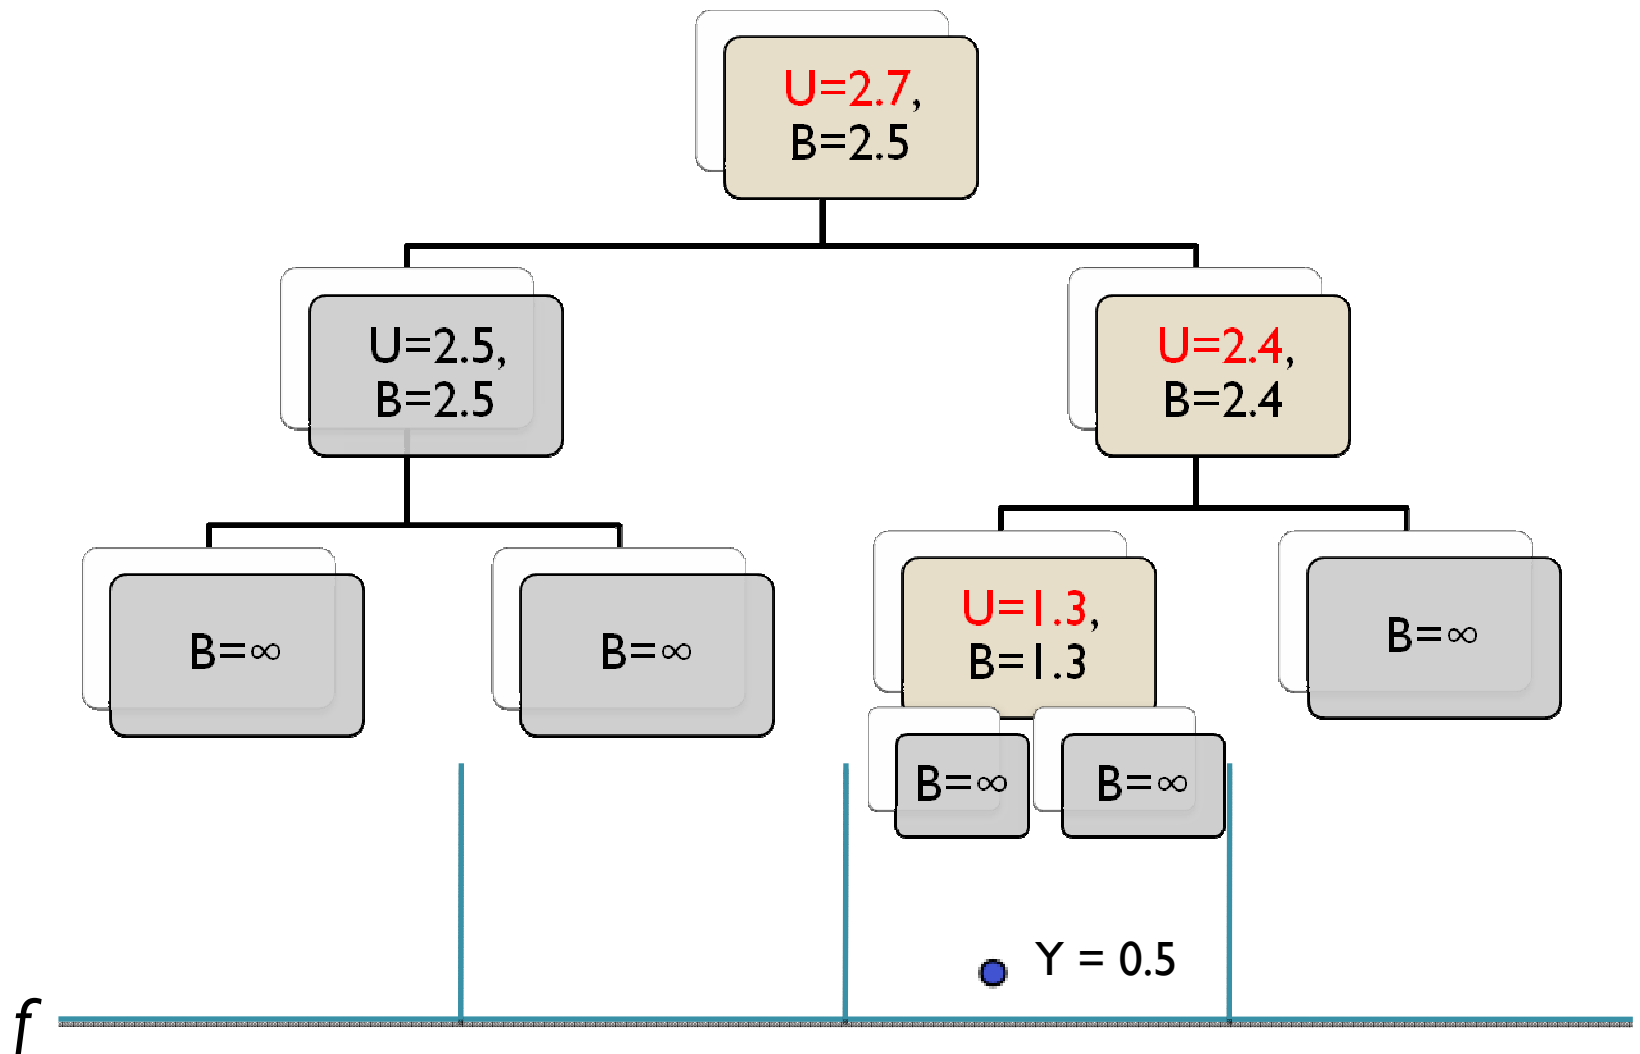 U=2.7,
B=2.5
U=2.5,
B=2.5
U=2.4,
B=2.4
B=∞
B=∞
U=1.3,
B=1.3
B=∞
B=∞
B=∞
Y = 0.5
f